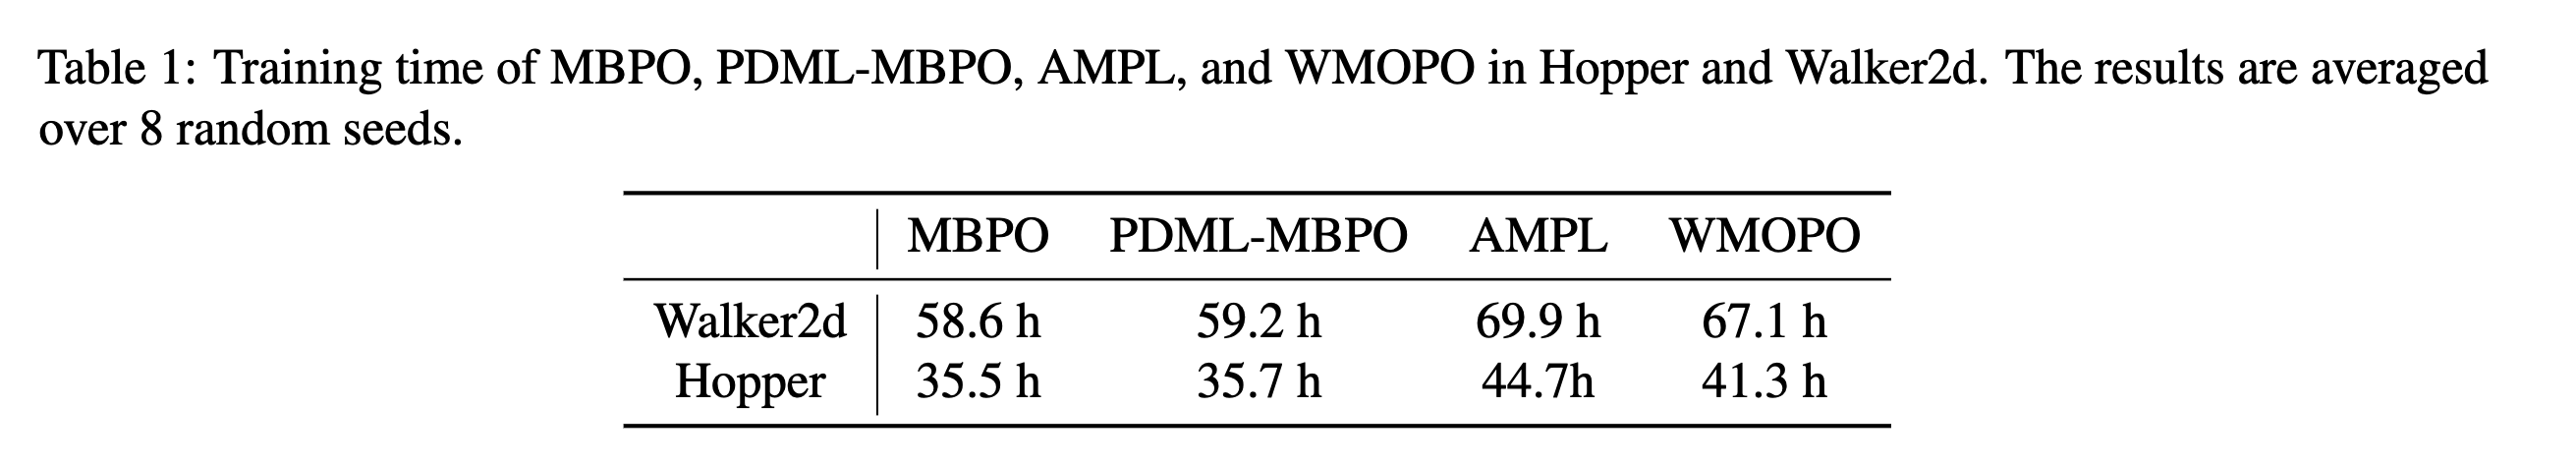 Table 1: Training time of MBPO, PDML-MBPO, AMPL, and WMOPO in Hopper and Walker2d. The results are averaged
over 8 random seeds.
MBPO PDML-MBPO AMPL WMOPO
Walker2d 58.6 h 59.2 h 69.9 h 67.1 h
Hopper 35.5 h 35.7 h 44.7h 41.3 h